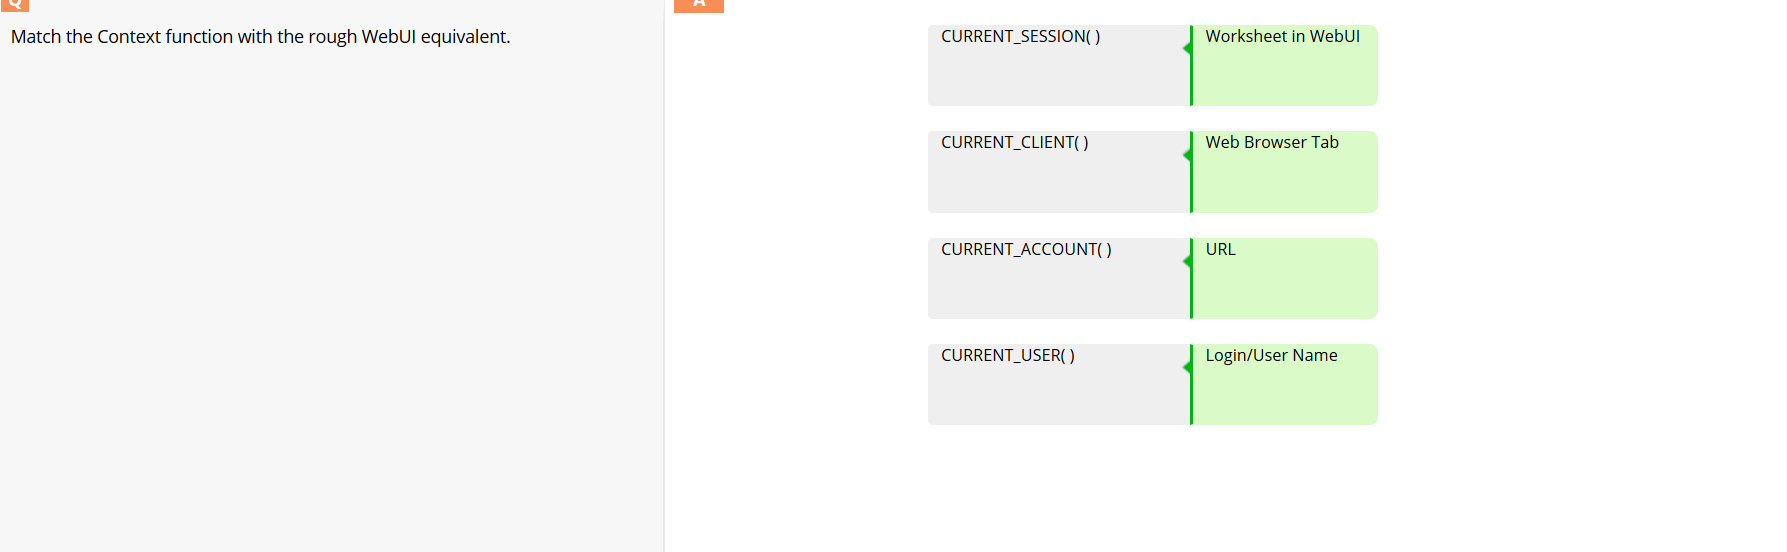 Q
A
Match the Context function with the rough WebUI equivalent.
CURRENT_SESSION( )
Worksheet in WebUI
CURRENT_CLIENT( )
Web Browser Tab
CURRENT_ACCOUNT( )
URL
CURRENT_USER( )
Login/User Name